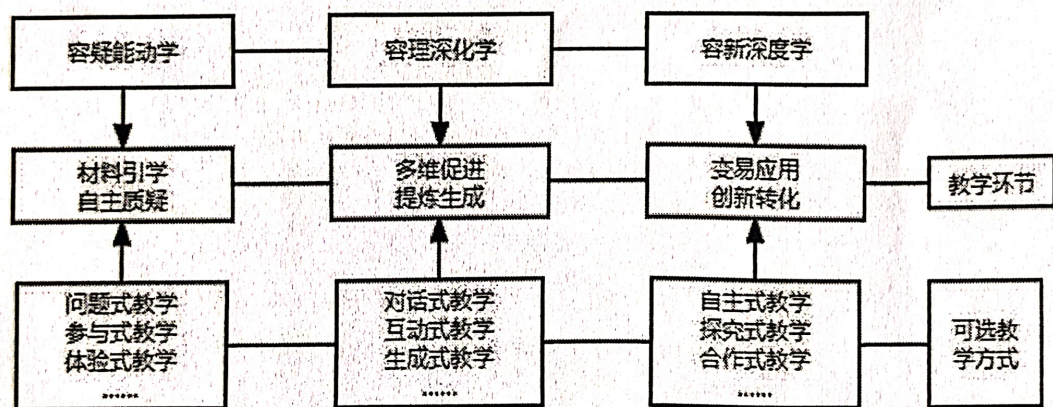 容疑能动学
容理深化学
容新深度学
材料引学
自主质疑
多维促进
提炼生成
变易应用
创新转化
教学环节
问题式教学
参与式教学
体验式教学
……
对话式教学
互动式教学
生成式教学
……
自主式教学
探究式教学
合作式教学
……
可选教
学方式